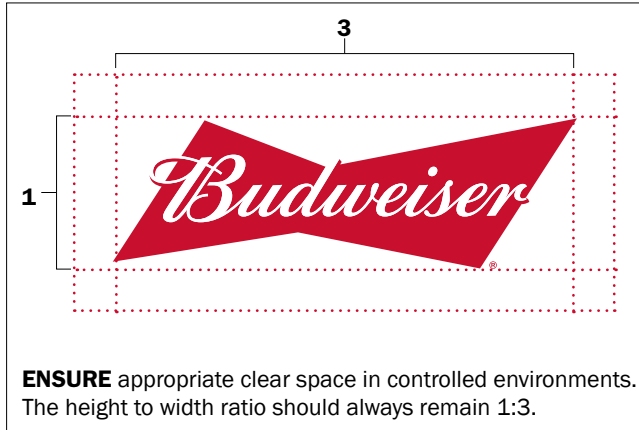 3
1
Budweiser
®
ENSURE appropriate clear space in controlled environments.
The height to width ratio should always remain 1:3.